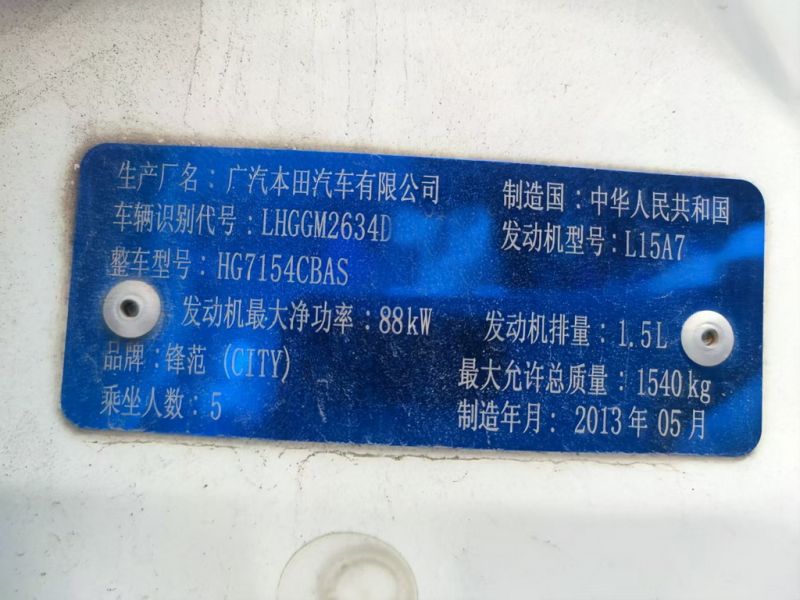 生产厂名：广汽本田汽车有限公司 制造国：中华人民共和国
车辆识别代号：LHGGM2634D 发动机型号：L15A7
整车型号：HG7154CBAS
发动机最大净功率：88kW 发动机排量：1.5L
品牌：锋范 (CITY) 最大允许总质量：1540kg
乘坐人数：5 制造年月：2013年05月